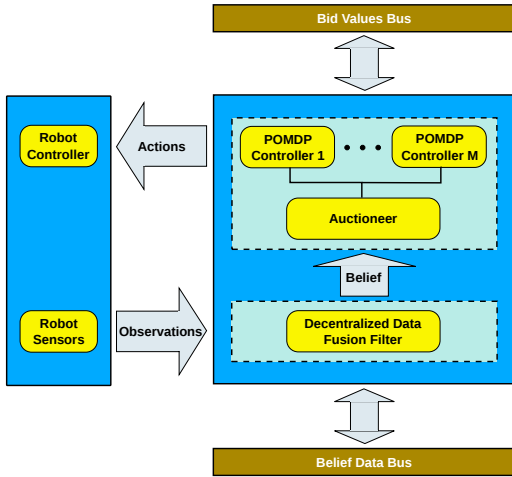 Bid Values Bus
Robot
Controller
Actions
POMDP
Controller 1
POMDP
Controller M
Auctioneer
Belief
Robot
Sensors
Observations
Decentralized Data
Fusion Filter
Belief Data Bus